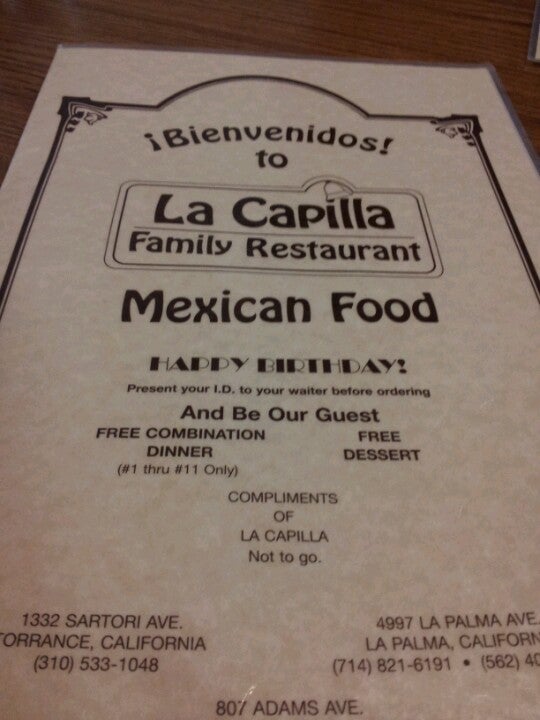 ¡Bienvenidos!
to
La Capilla
Family Restaurant
Mexican Food
HAPPY BIRTHDAY!
Present your I.D. to your waiter before ordering
And Be Our Guest
FREE COMBINATION
DINNER
(#1 thru #11 Only)
FREE
DESSERT
COMPLIMENTS
OF
LA CAPILLA
Not to go.
1332 SARTORI AVE.
TORRANCE, CALIFORNIA
(310) 533-1048
4997 LA PALMA AVE.
LA PALMA, CALIFORN
(714) 821-6191 • (562) 40
807 ADAMS AVE.